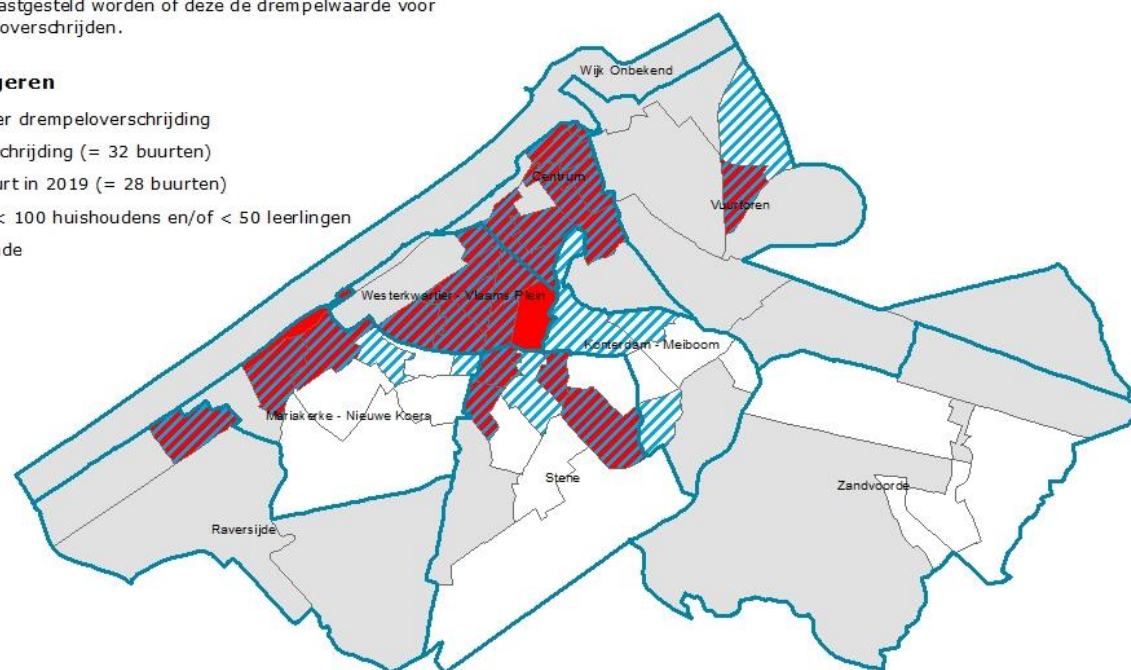 astgesteld worden of deze de drempelwaarde voor
overschrijden.
geren
er drempeloverschrijding
chrijding (= 32 buurten)
urt in 2019 (= 28 buurten)
< 100 huishoudens en/of < 50 leerlingen
de
Wijk Onbekend
Centrum
Vuurtoren
Westerkwartier - Vlaams Plein
Konterdam - Meiboom
Mariakerke - Nieuwe Koers
Stene
Zandvoorde
Raversijde